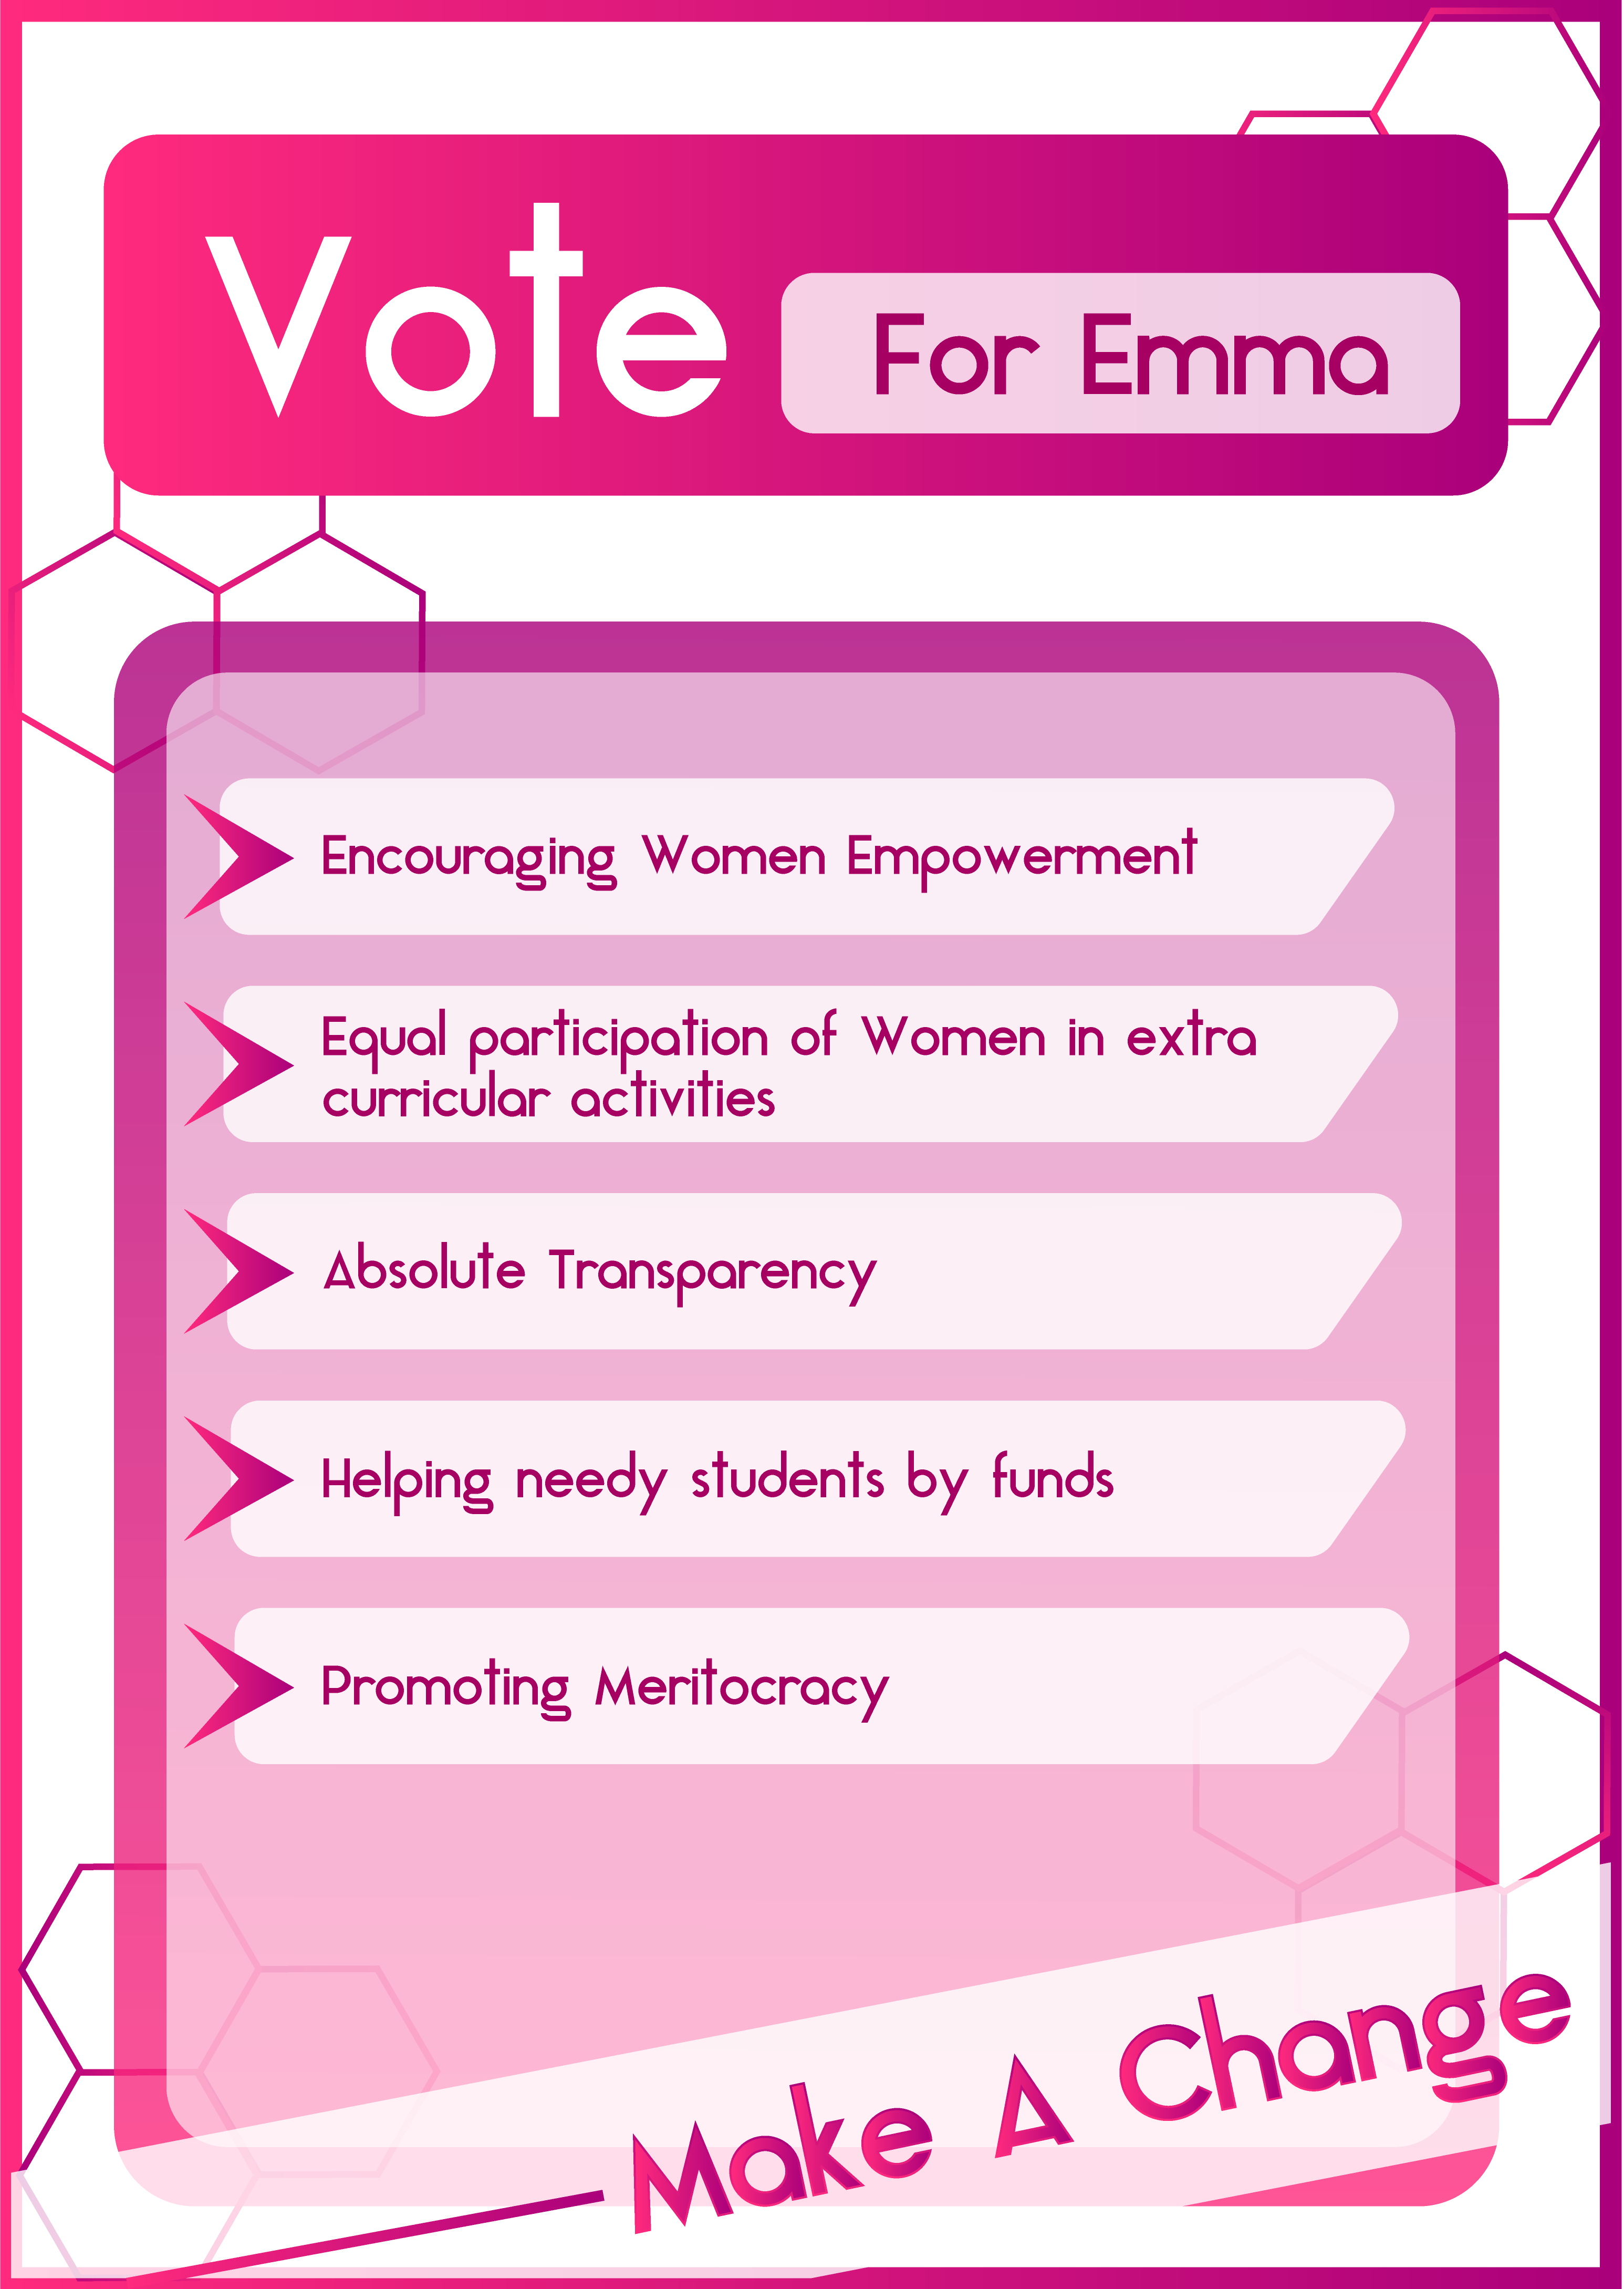 Vote
For Emma
Encouraging Women Empowerment
Equal participation of Women in extra
curricular activities
Absolute Transparency
Helping needy students by funds
Promoting Meritocracy
Make A Change